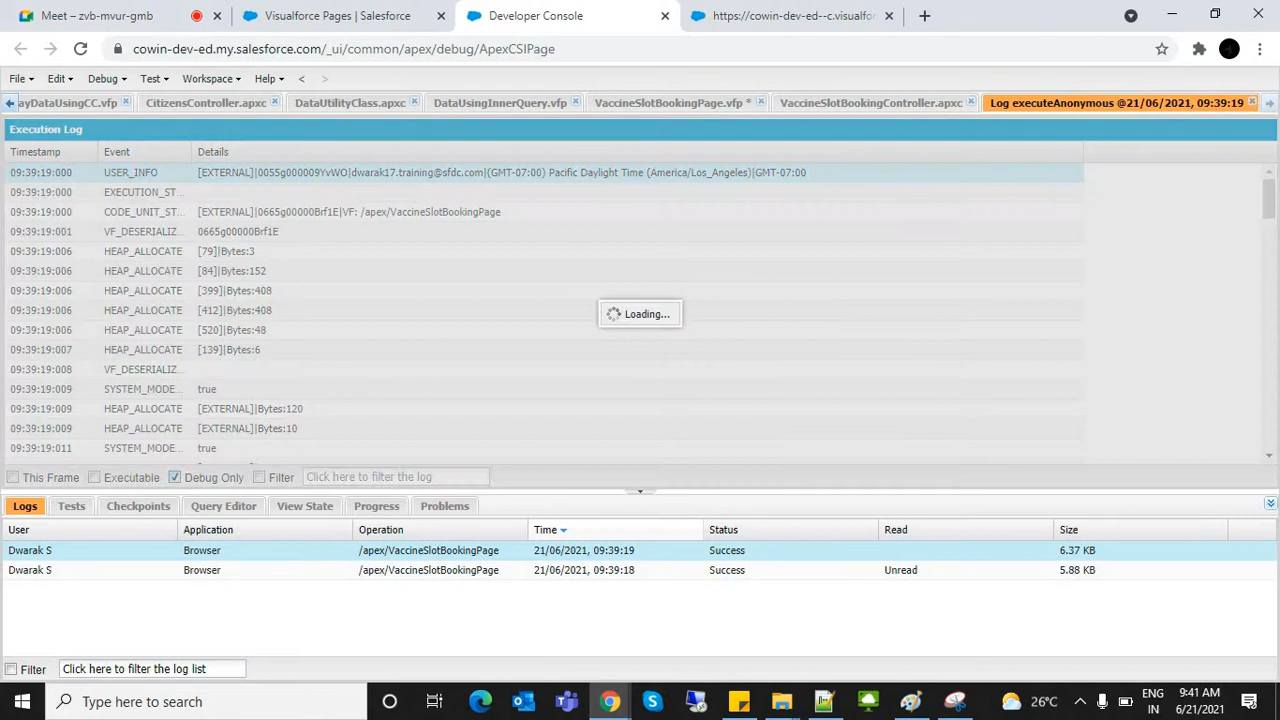 Meet – zvb-mvur-gmb
Visualforce Pages | Salesforce
Developer Console
https://cowin-dev-ed--c.visualfor
cowin-dev-ed.my.salesforce.com/_ui/common/apex/debug/ApexCSIPage
File Edit Debug Test Workspace Help < >
ayDataUsingCC.vfp CitizensController.apxc DataUtilityClass.apxc DataUsingInnerQuery.vfp VaccineSlotBookingPage.vfp * VaccineSlotBookingController.apxc Log executeAnonymous @21/06/2021, 09:39:19
Execution Log
Timestamp Event Details
09:39:19:000 USER_INFO [EXTERNAL]|0055g000009YvWO|dwarak17.training@sfdc.com|(GMT-07:00) Pacific Daylight Time (America/Los_Angeles)|GMT-07:00
09:39:19:000 EXECUTION_ST...
09:39:19:000 CODE_UNIT_ST... [EXTERNAL]|0665g00000Brf1E|VF: /apex/VaccineSlotBookingPage
09:39:19:001 VF_DESERIALIZ... 0665g00000Brf1E
09:39:19:006 HEAP_ALLOCATE [79]|Bytes:3
09:39:19:006 HEAP_ALLOCATE [84]|Bytes:152
09:39:19:006 HEAP_ALLOCATE [399]|Bytes:408
09:39:19:006 HEAP_ALLOCATE [412]|Bytes:408
09:39:19:006 HEAP_ALLOCATE [520]|Bytes:48
09:39:19:007 HEAP_ALLOCATE [139]|Bytes:6
09:39:19:008 VF_DESERIALIZ...
09:39:19:009 SYSTEM_MODE... true
09:39:19:009 HEAP_ALLOCATE [EXTERNAL]|Bytes:120
09:39:19:009 HEAP_ALLOCATE [EXTERNAL]|Bytes:10
09:39:19:011 SYSTEM_MODE... true
Loading...
This Frame Executable Debug Only Filter Click here to filter the log
Logs Tests Checkpoints Query Editor View State Progress Problems
User Application Operation Time Status Read Size
Dwarak S Browser /apex/VaccineSlotBookingPage 21/06/2021, 09:39:19 Success 6.37 KB
Dwarak S Browser /apex/VaccineSlotBookingPage 21/06/2021, 09:39:18 Success Unread 5.88 KB
Filter Click here to filter the log list
Type here to search
26°C
ENG
IN
9:41 AM
6/21/2021